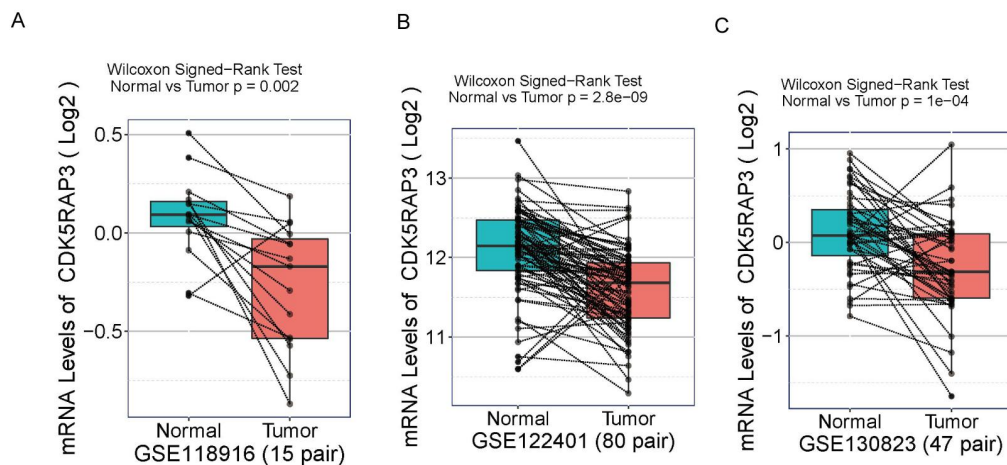 A
Wilcoxon Signed-Rank Test
Normal vs Tumor p = 0.002
mRNA Levels of CDK5RAP3 ( Log2 )
0.5
0.0
−0.5
Normal Tumor
GSE118916 (15 pair)
B
Wilcoxon Signed−Rank Test
Normal vs Tumor p = 2.8e−09
mRNA Levels of CDK5RAP3 ( Log2 )
13
12
11
Normal Tumor
GSE122401 (80 pair)
C
Wilcoxon Signed−Rank Test
Normal vs Tumor p = 1e−04
mRNA Levels of CDK5RAP3 ( Log2 )
1
0
−1
Normal Tumor
GSE130823 (47 pair)